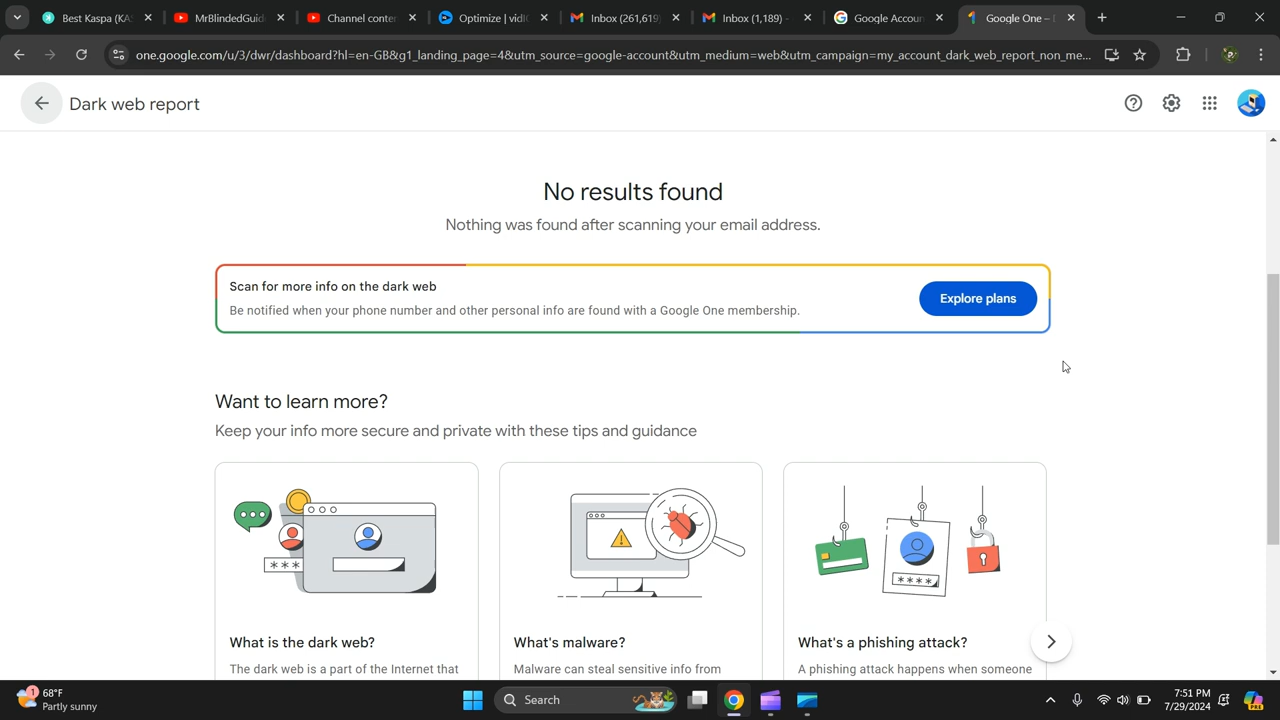 Best Kaspa (KAS
MrBlindedGuid
Channel conter
Optimize | vidIC
Inbox (261,619)
Inbox (1,189) -
Google Accoun
Google One – D
one.google.com/u/3/dwr/dashboard?hl=en-GB&g1_landing_page=4&utm_source=google-account&utm_medium=web&utm_campaign=my_account_dark_web_report_non_me...
Dark web report
No results found
Nothing was found after scanning your email address.
Scan for more info on the dark web
Be notified when your phone number and other personal info are found with a Google One membership.
Explore plans
Want to learn more?
Keep your info more secure and private with these tips and guidance
What is the dark web?
The dark web is a part of the Internet that
What's malware?
Malware can steal sensitive info from
What's a phishing attack?
A phishing attack happens when someone
1
68°F
Partly sunny
Search
7:51 PM
7/29/2024